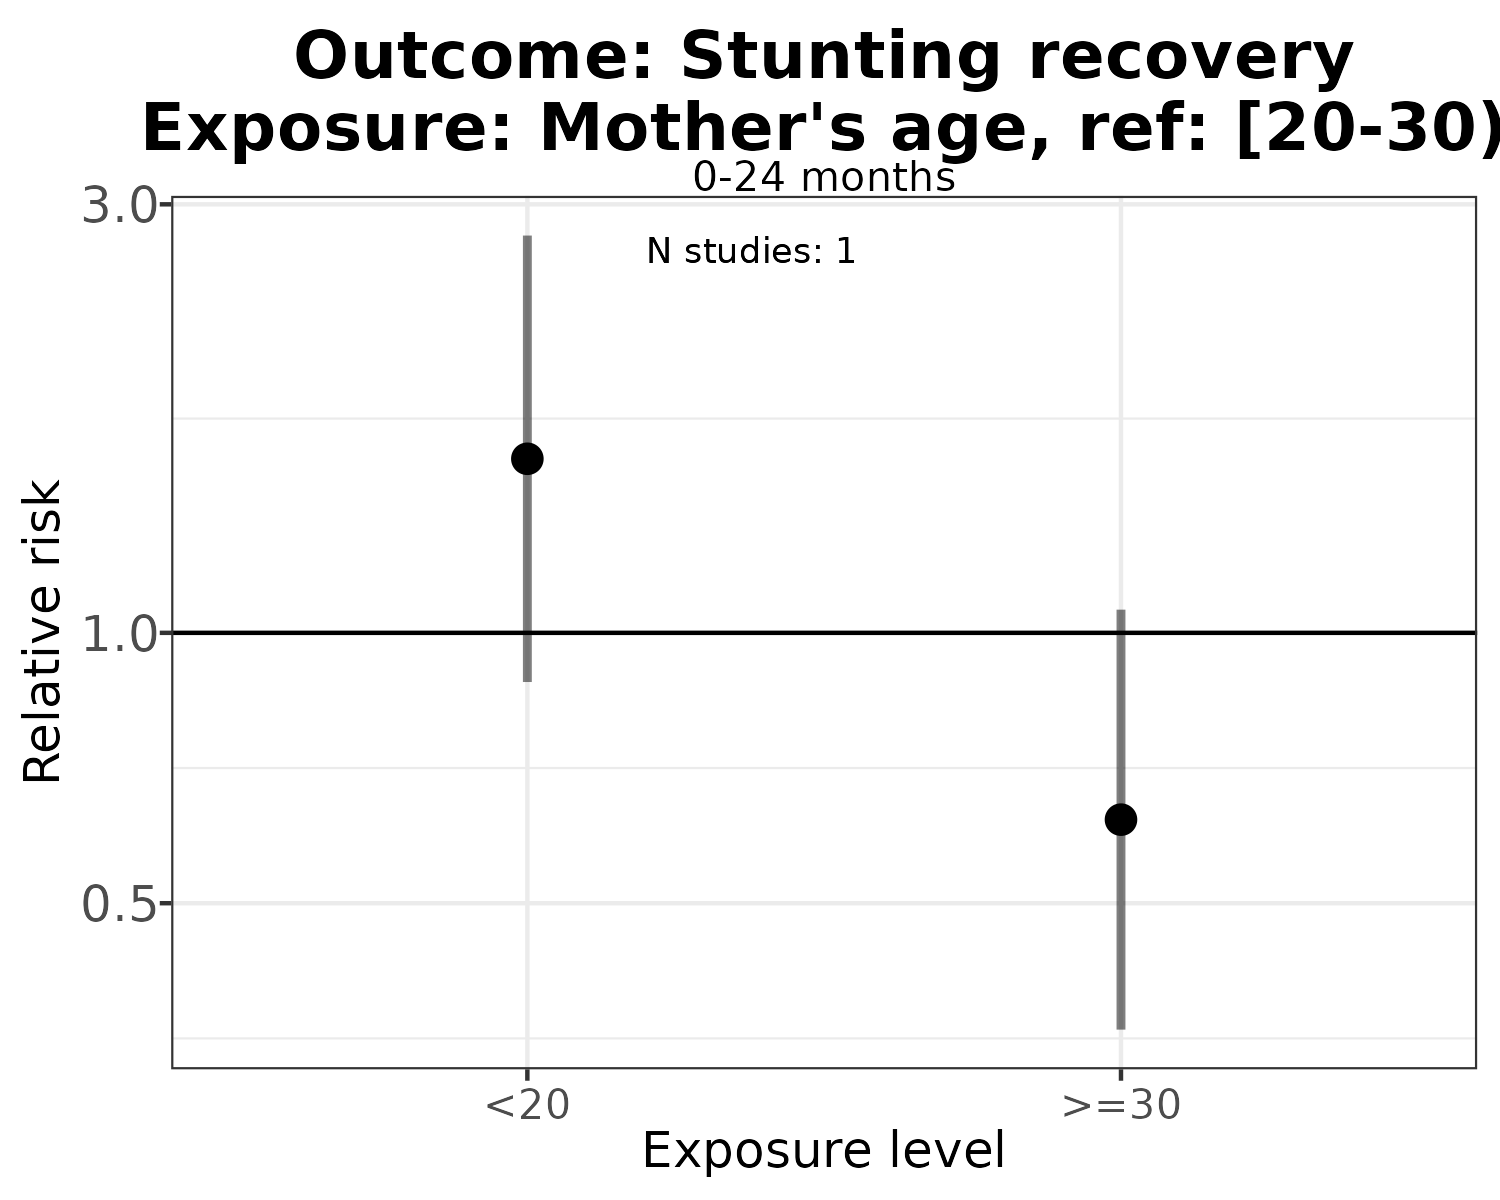 Outcome: Stunting recovery
Exposure: Mother's age, ref: [20-30)
0-24 months
3.0
N studies: 1
1.0
0.5
Relative risk
<20 >=30
Exposure level